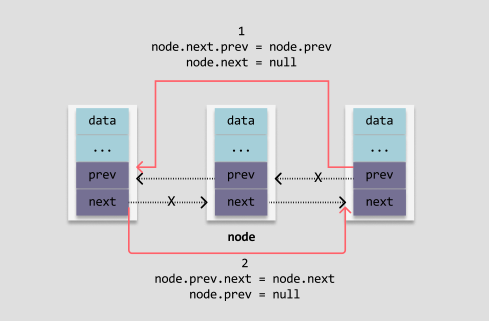 1
node.next.prev = node.prev
node.next = null
data
...
prev
next
data
...
prev
next
data
...
prev
next
X
X
node
2
node.prev.next = node.next
node.prev = null